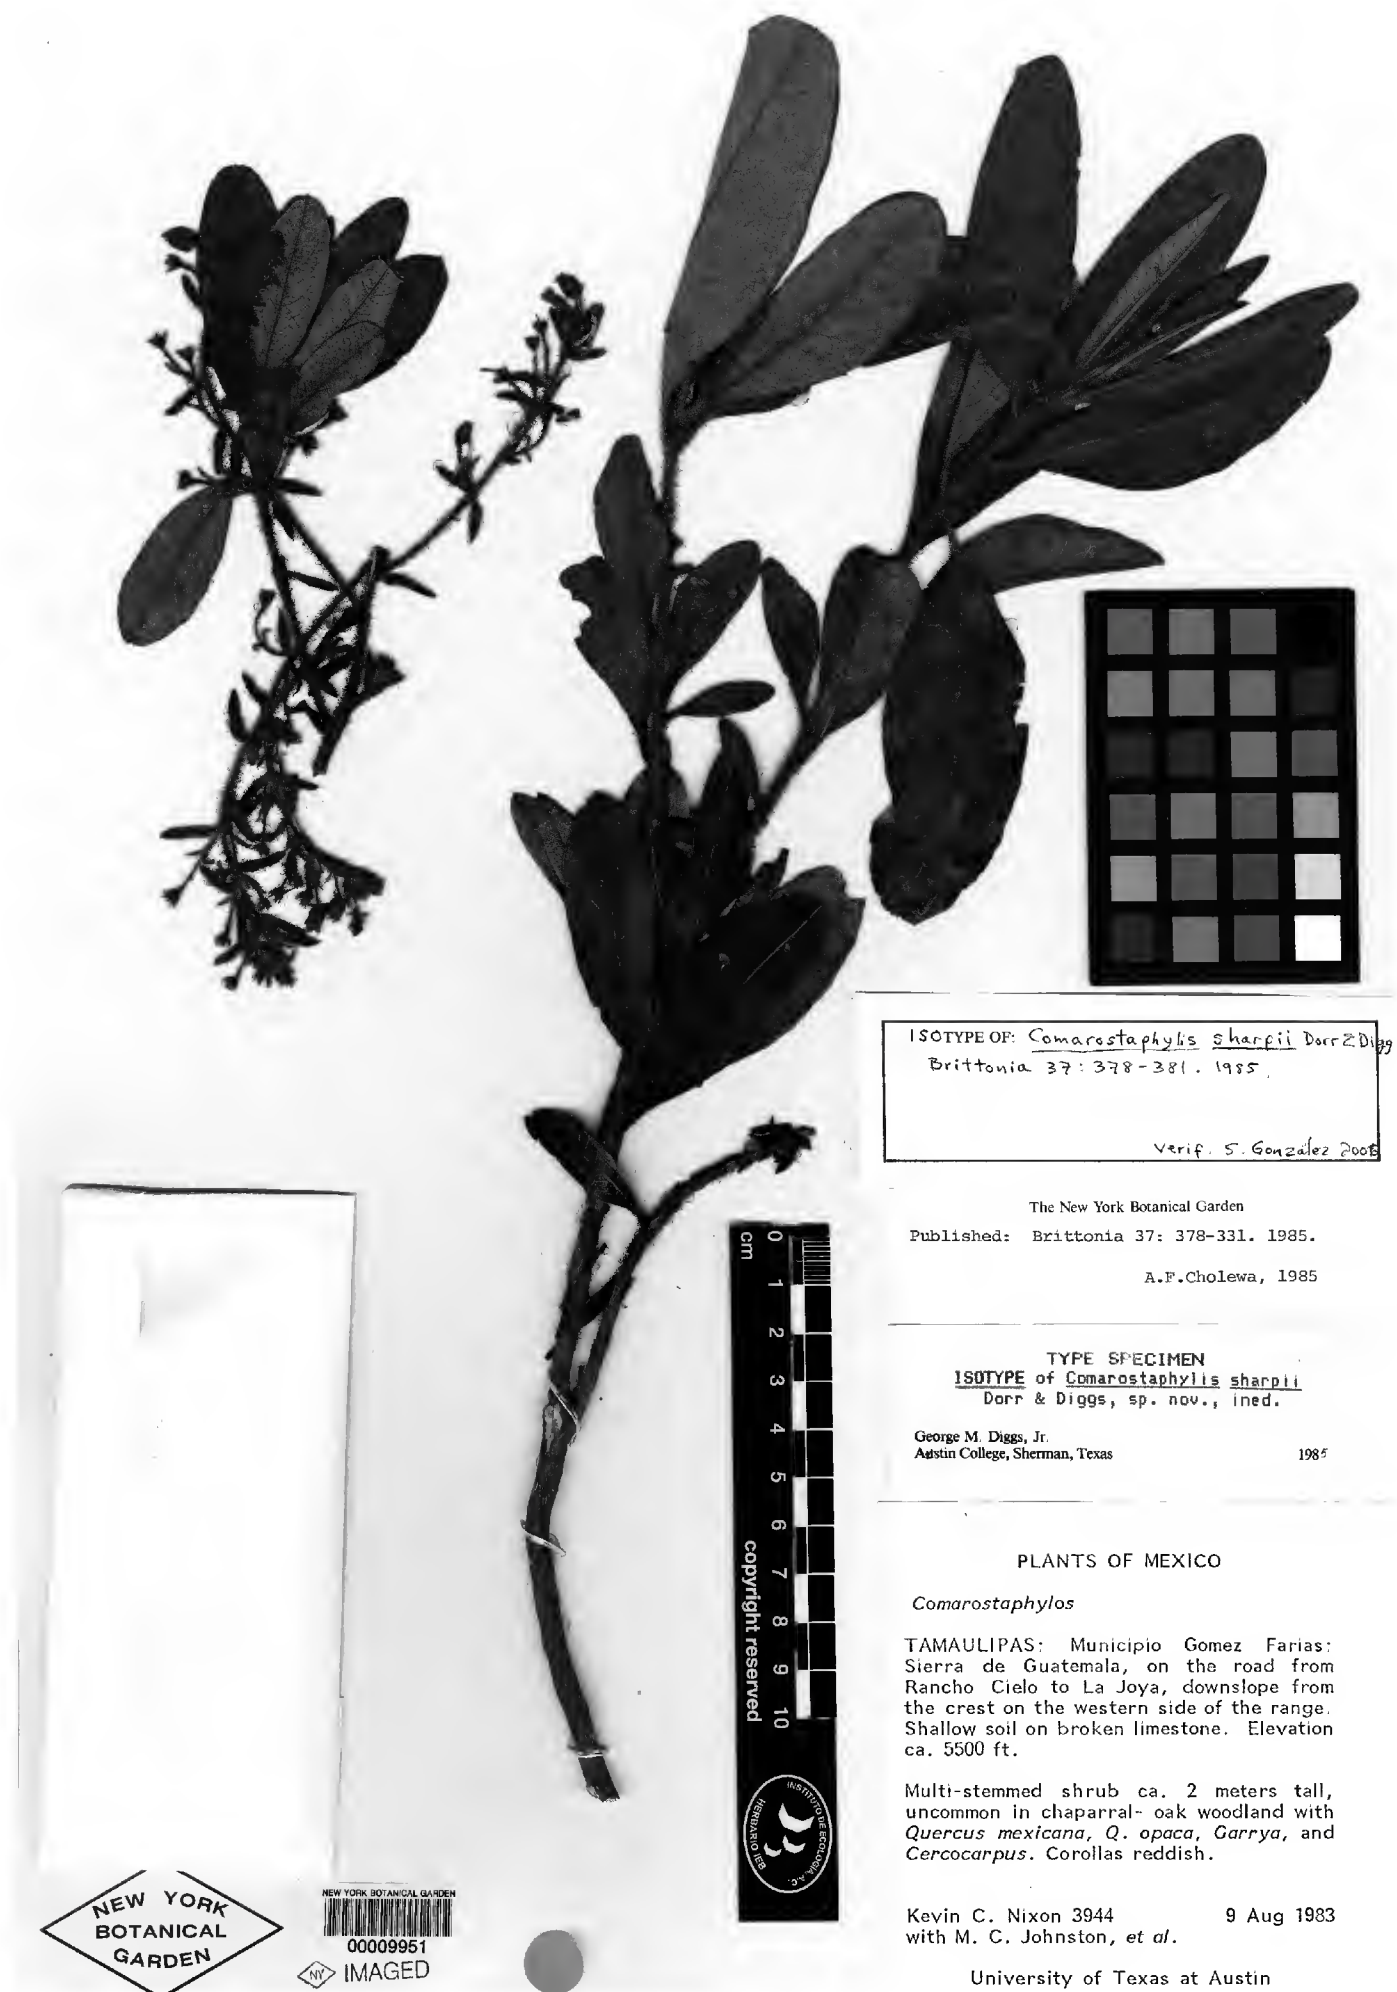 ISOTYPE OF: Comarostaphylis sharpii Dorr & Digg
Brittonia 37: 378-381. 1985.
Verif. S. González
The New York Botanical Garden
Published: Brittonia 37: 378-331. 1985.
A.F.Cholewa, 1985
TYPE SPECIMEN
ISOTYPE of Comarostaphylis sharpii
Dorr & Diggs, sp. nov., ined.
George M. Diggs, Jr.
Austin College, Sherman, Texas 1985
PLANTS OF MEXICO
Comarostaphylos
TAMAULIPAS: Municipio Gomez Farias:
Sierra de Guatemala, on the road from
Rancho Cielo to La Joya, downslope from
the crest on the western side of the range.
Shallow soil on broken limestone. Elevation
ca. 5500 ft.
Multi-stemmed shrub ca. 2 meters tall,
uncommon in chaparral- oak woodland with
Quercus mexicana, Q. opaca, Garrya, and
Cercocarpus. Corollas reddish.
Kevin C. Nixon 3944 9 Aug 1983
with M. C. Johnston, et al.
University of Texas at Austin
cm
0 1 2 3 4 5 6 7 8 9 10
copyright reserved
INSTITUTO DE ECOLOGIA, A.C.
HERBARIO IEB
NEW YORK
BOTANICAL
GARDEN
NEW YORK BOTANICAL GARDEN
00009951
NY IMAGED